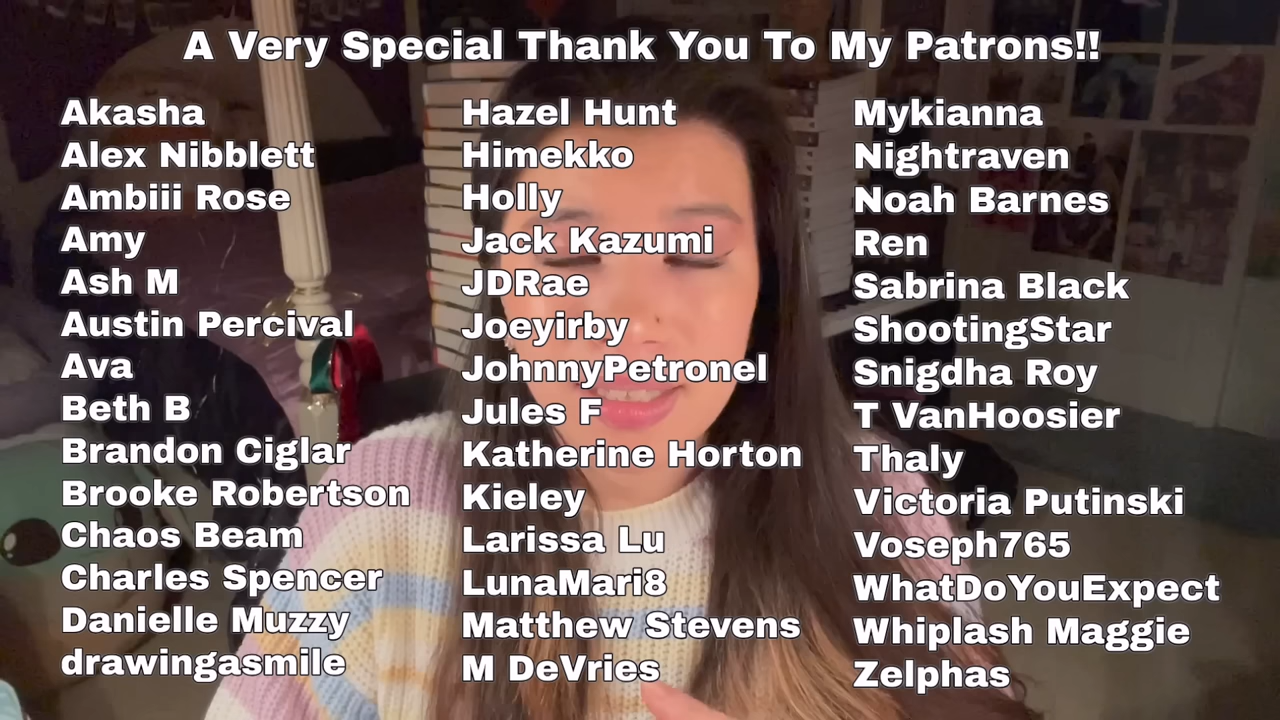 A Very Special Thank You To My Patrons!!
Akasha
Alex Nibblett
Ambiii Rose
Amy
Ash M
Austin Percival
Ava
Beth B
Brandon Ciglar
Brooke Robertson
Chaos Beam
Charles Spencer
Danielle Muzzy
drawingasmile
Hazel Hunt
Himekko
Holly
Jack Kazumi
JDRae
Joeyirby
JohnnyPetronel
Jules F
Katherine Horton
Kieley
Larissa Lu
LunaMari8
Matthew Stevens
M DeVries
Mykianna
Nightraven
Noah Barnes
Ren
Sabrina Black
ShootingStar
Snigdha Roy
T VanHoosier
Thaly
Victoria Putinski
Voseph765
WhatDoYouExpect
Whiplash Maggie
Zelphas